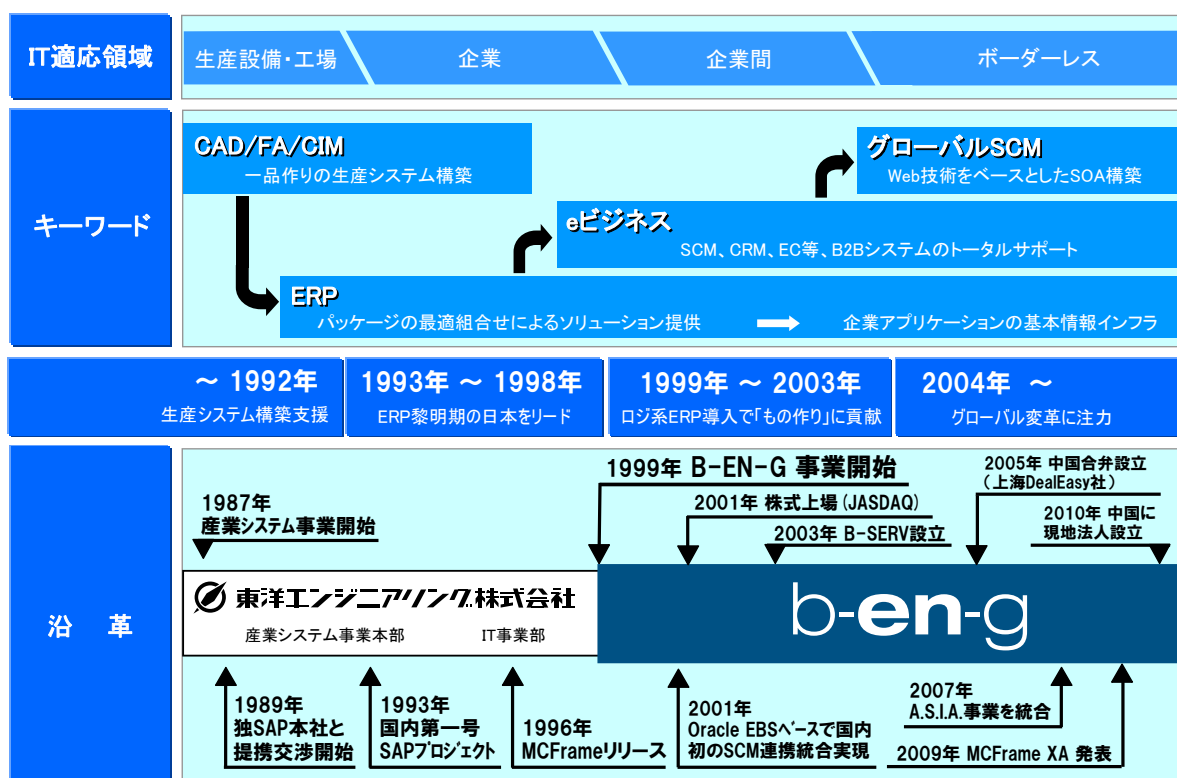 IT適応領域
生産設備・工場
企業
企業間
ボーダーレス
キーワード
CAD/FA/CIM
一品作りの生産システム構築
グローバルSCM
Web技術をベースとしたSOA構築
eビジネス
SCM、CRM、EC等、B2Bシステムのトータルサポート
ERP
パッケージの最適組合せによるソリューション提供
企業アプリケーションの基本情報インフラ
～ 1992年
生産システム構築支援
1993年 ～ 1998年
ERP黎明期の日本をリード
1999年 ～ 2003年
ロジ系ERP導入で「もの作り」に貢献
2004年 ～
グローバル変革に注力
沿 革
1987年
産業システム事業開始
1999年 B-EN-G 事業開始
2001年 株式上場(JASDAQ)
2003年 B-SERV設立
2005年 中国合弁設立
（上海DealEasy社）
2010年 中国に
現地法人設立
東洋エンジニアリング株式会社
産業システム事業本部
IT事業部
b-en-g
1989年
独SAP本社と
提携交渉開始
1993年
国内第一号
SAPプロジェクト
1996年
MCFrameリリース
2001年
Oracle EBSベースで国内
初のSCM連携統合実現
2007年
A.S.I.A.事業を統合
2009年 MCFrame XA 発表